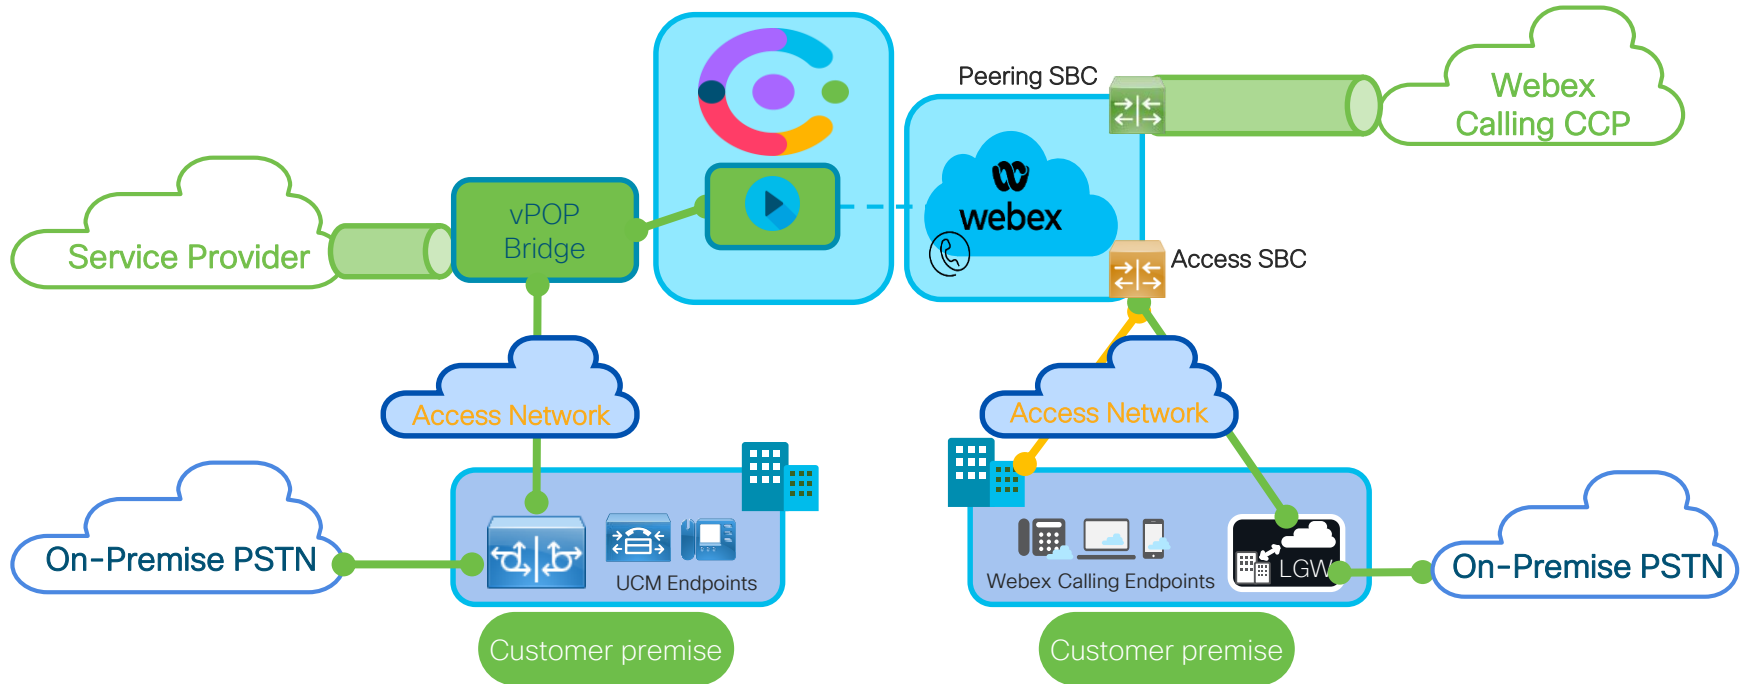 Peering SBC
Webex
Calling CCP
vPOP
Bridge
webex
Service Provider
Access SBC
Access Network
Access Network
On-Premise PSTN
UCM Endpoints
Webex Calling Endpoints
LGW
On-Premise PSTN
Customer premise
Customer premise